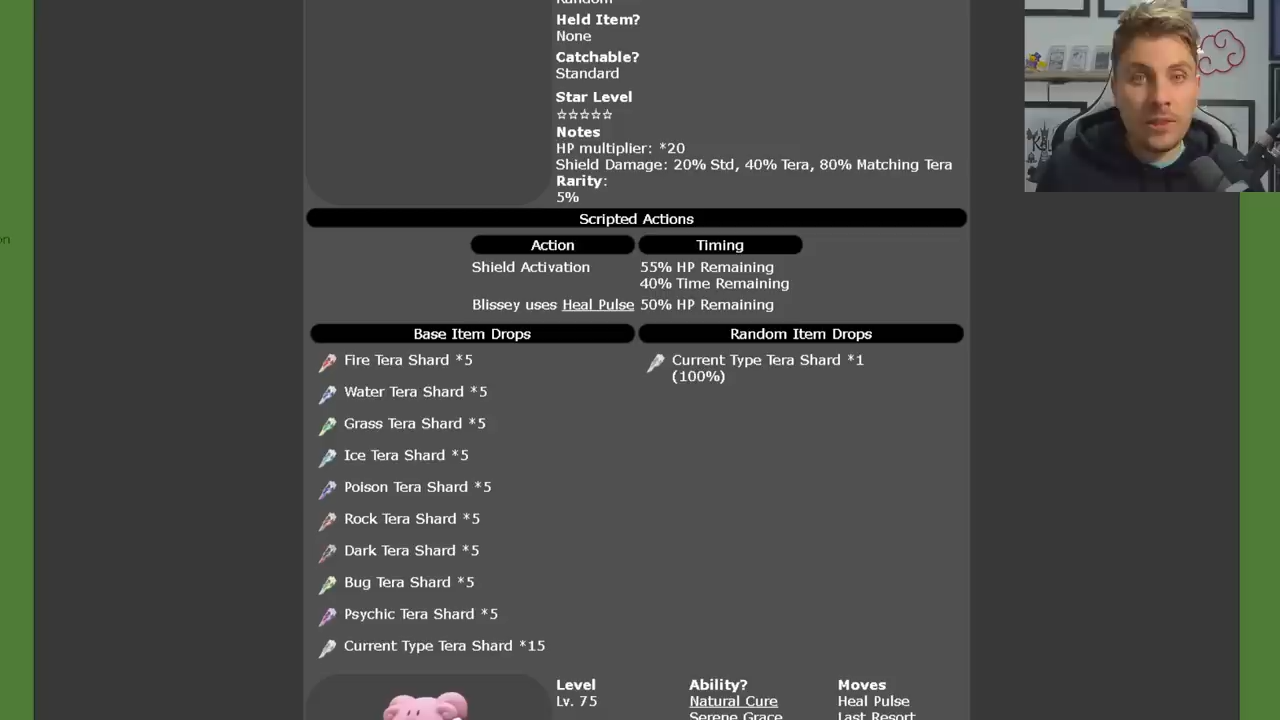 Held Item?
None
Catchable?
Standard
Star Level
☆☆☆☆☆
Notes
HP multiplier: *20
Shield Damage: 20% Std, 40% Tera, 80% Matching Tera
Rarity:
5%
Scripted Actions
Action Timing
Shield Activation 55% HP Remaining
40% Time Remaining
Blissey uses Heal Pulse 50% HP Remaining
Base Item Drops Random Item Drops
Fire Tera Shard *5 Current Type Tera Shard *1
(100%)
Water Tera Shard *5
Grass Tera Shard *5
Ice Tera Shard *5
Poison Tera Shard *5
Rock Tera Shard *5
Dark Tera Shard *5
Bug Tera Shard *5
Psychic Tera Shard *5
Current Type Tera Shard *15
Level Ability? Moves
Lv. 75 Natural Cure Heal Pulse
Serene Grace Last Resort